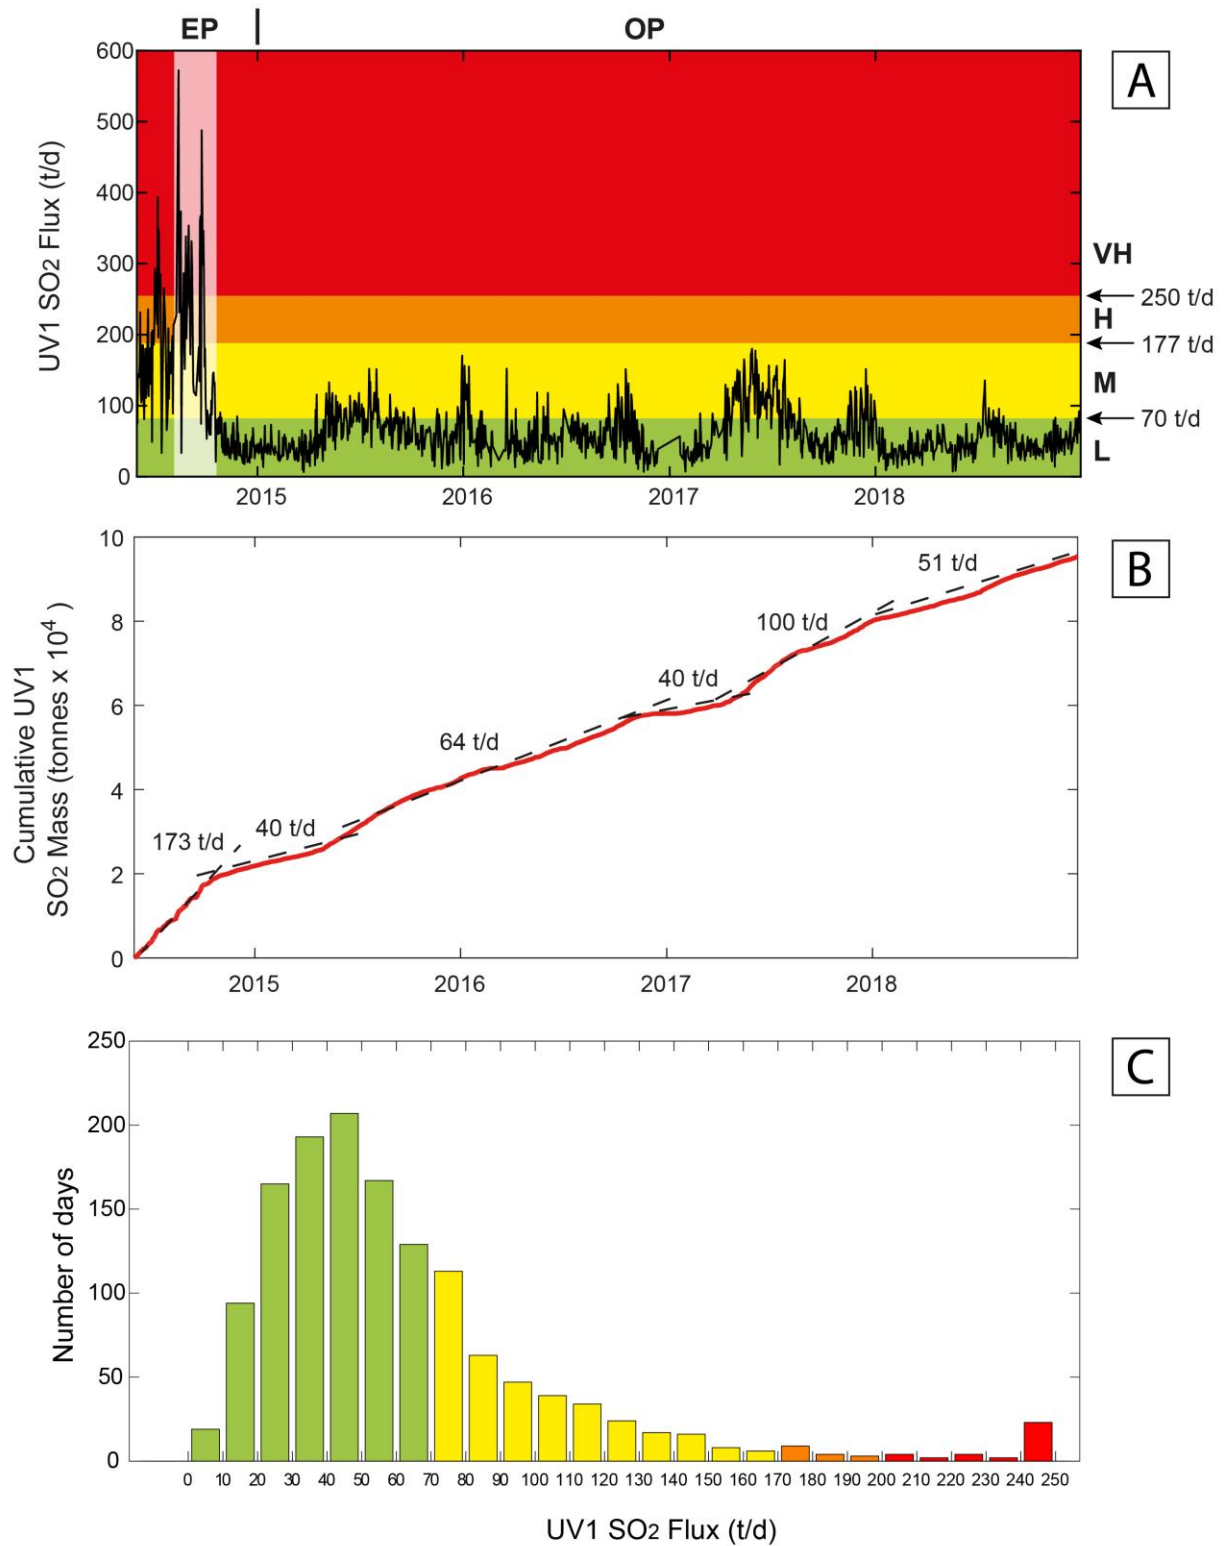 EP OP
A
UV1 SO2 Flux (t/d)
600
500
400
300
200
100
0
VH
250 t/d
H
177 t/d
M
70 t/d
L
2015 2016 2017 2018
B
Cumulative UV1
SO2 Mass (tonnes x 10^4)
10
8
6
4
2
0
173 t/d
40 t/d
64 t/d
40 t/d
100 t/d
51 t/d
2015 2016 2017 2018
C
Number of days
250
200
150
100
50
0
0 10 20 30 40 50 60 70 80 90 100 110 120 130 140 150 160 170 180 190 200 210 220 230 240 250
UV1 SO2 Flux (t/d)